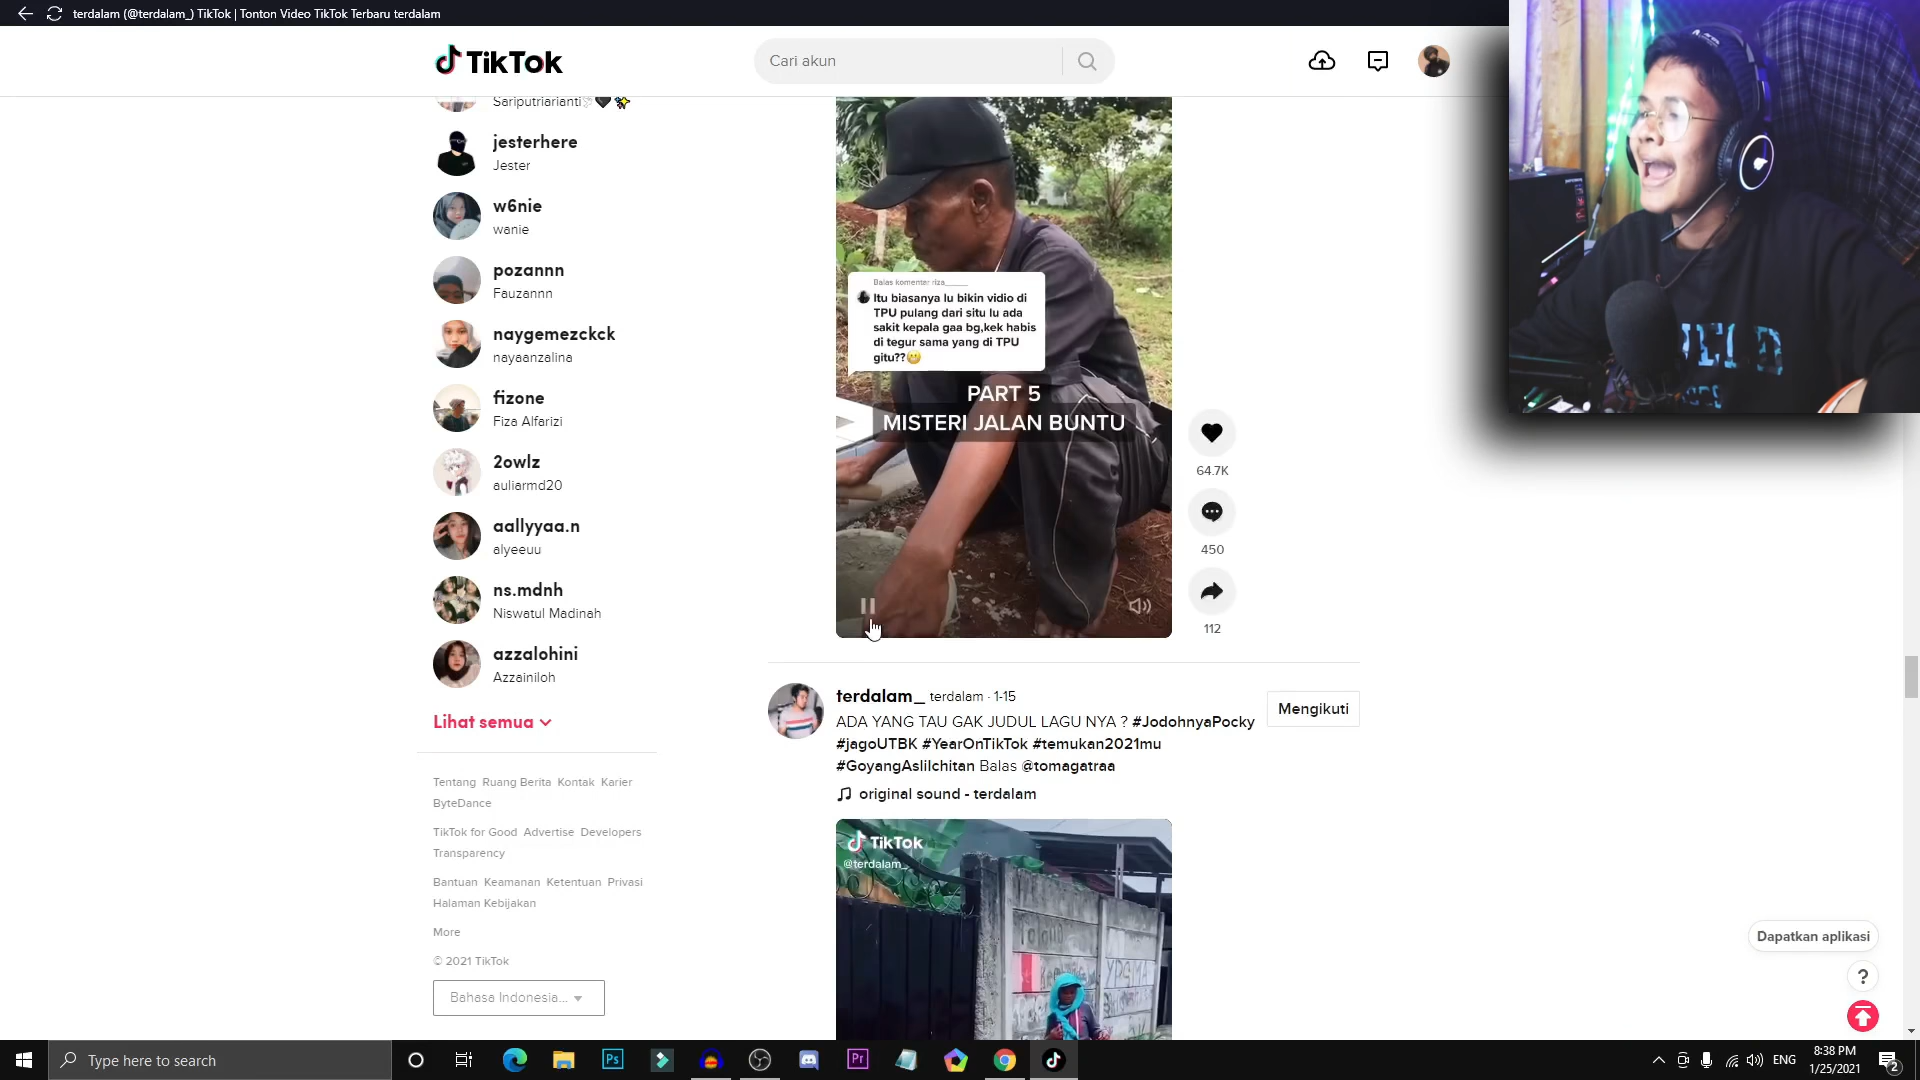 terdalam (@terdalam_) TikTok | Tonton Video TikTok Terbaru terdalam
TikTok
Cari akun
Sariputriarianti
jesterhere
Jester
w6nie
wanie
pozannn
Fauzannn
naygemezckck
nayaanzalina
fizone
Fiza Alfarizi
2owlz
auliarmd20
aallyyaa.n
alyeeuu
ns.mdnh
Niswatul Madinah
azzalohini
Azzainiloh
Lihat semua
Tentang Ruang Berita Kontak Karier
ByteDance
TikTok for Good Advertise Developers
Transparency
Bantuan Keamanan Ketentuan Privasi
Halaman Kebijakan
More
© 2021 TikTok
Bahasa Indonesia...
Balas komentar riza______
Itu biasanya lu bikin vidio di
TPU pulang dari situ lu ada
sakit kepala gaa bg,kek habis
di tegur sama yang di TPU
gitu??😁
PART 5
MISTERI JALAN BUNTU
64.7K
450
112
terdalam_ terdalam · 1-15
Mengikuti
ADA YANG TAU GAK JUDUL LAGU NYA ? #JodohnyaPocky
#jagoUTBK #YearOnTikTok #temukan2021mu
#GoyangAsliIchitan Balas @tomagatraa
original sound - terdalam
TikTok
@terdalam_
Dapatkan aplikasi
?
Type here to search
Ps
Pr
ENG
8:38 PM
1/25/2021
2